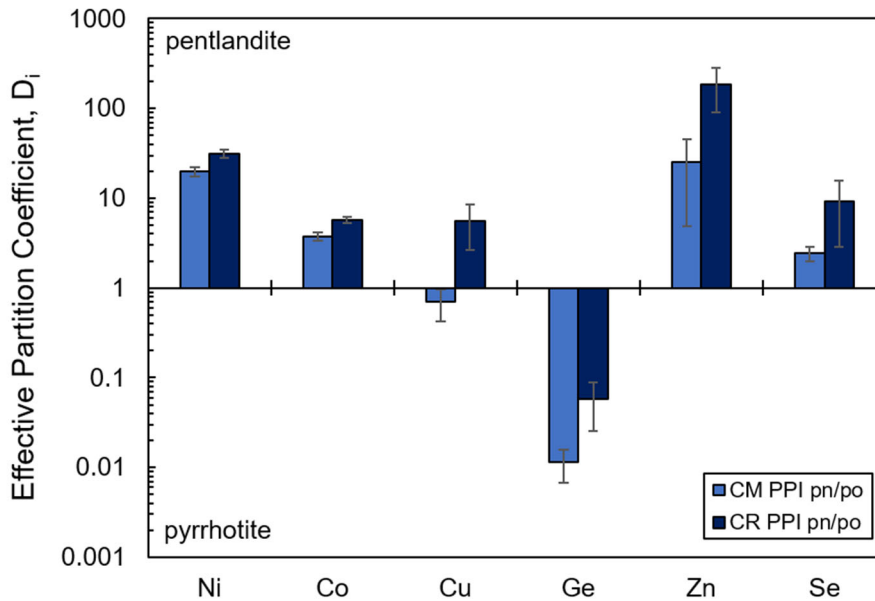 Effective Partition Coefficient, Di
1000
100
10
1
0.1
0.01
0.001
pentlandite
pyrrhotite
CM PPI pn/po
CR PPI pn/po
Ni Co Cu Ge Zn Se